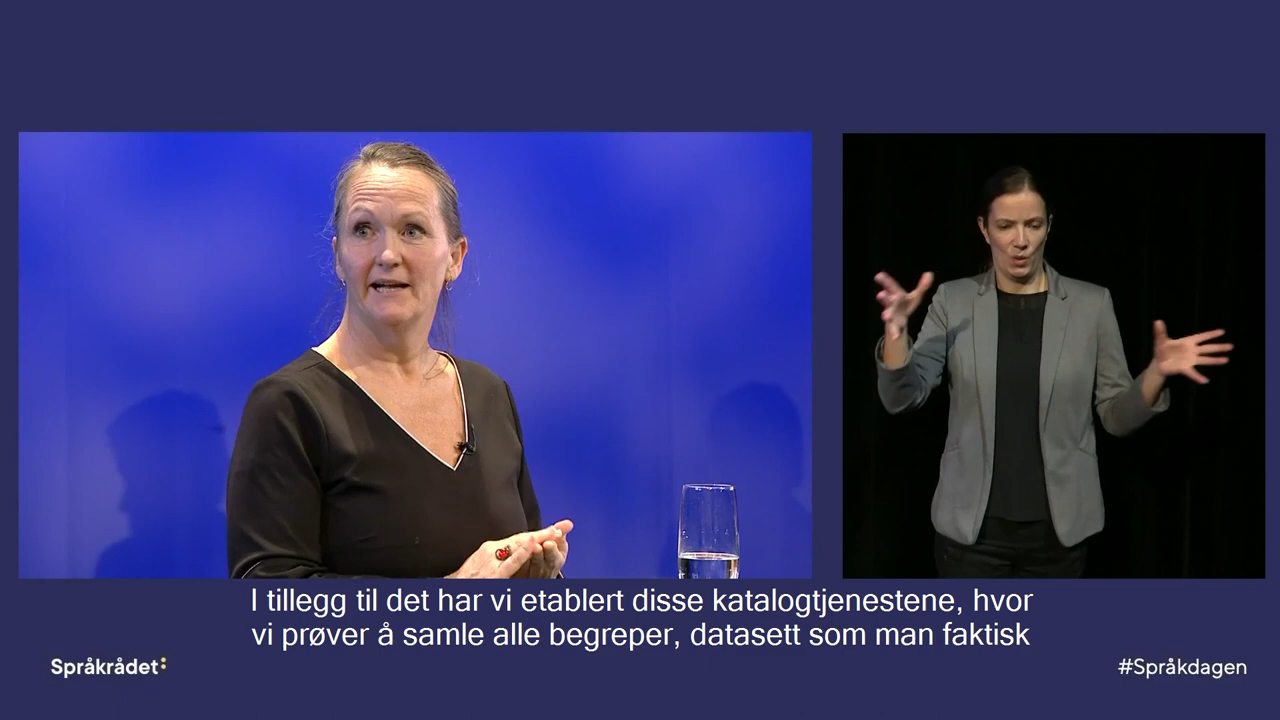 I tillegg til det har vi etablert disse katalogtjenestene, hvor
vi prøver å samle alle begreper, datasett som man faktisk
Språkrådet:
#Språkdagen